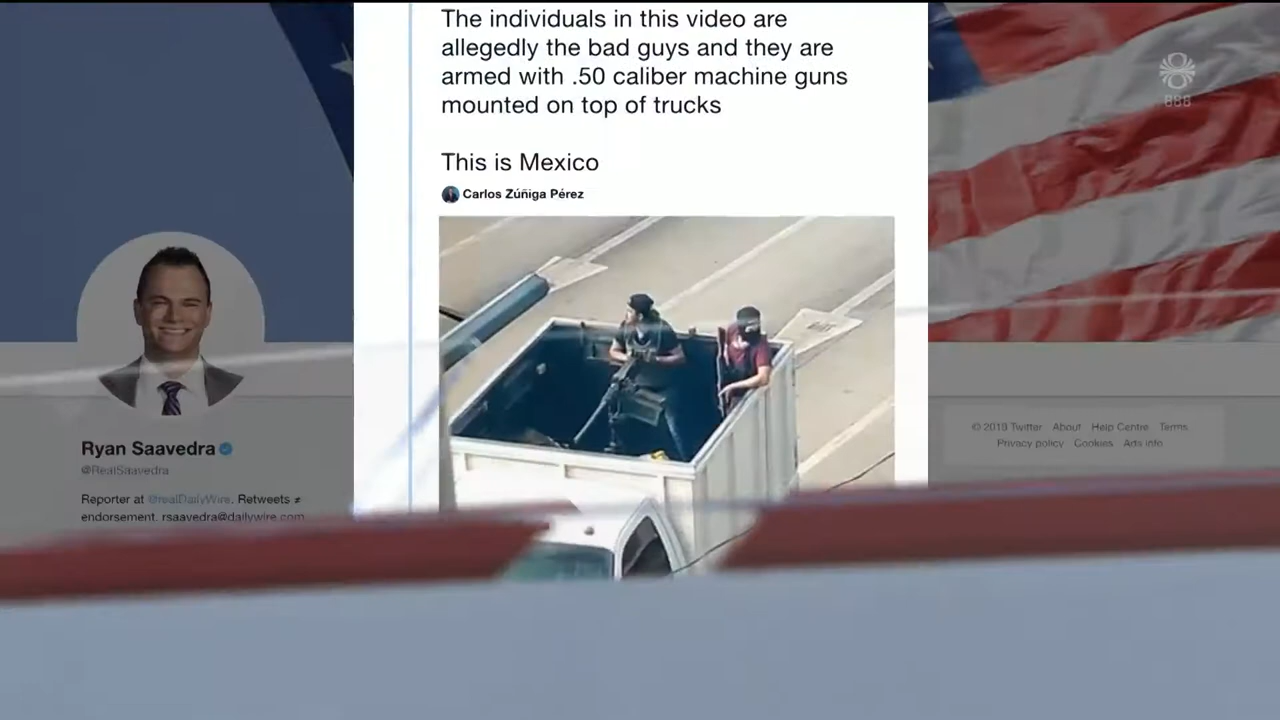 The individuals in this video are
allegedly the bad guys and they are
armed with .50 caliber machine guns
mounted on top of trucks
This is Mexico
Carlos Zúñiga Pérez
888
Ryan Saavedra
@RealSaavedra
Reporter at @realDailyWire. Retweets ≠
endorsement. rsaavedra@dailywire.com
© 2019 Twitter About Help Centre Terms
Privacy policy Cookies Ads info